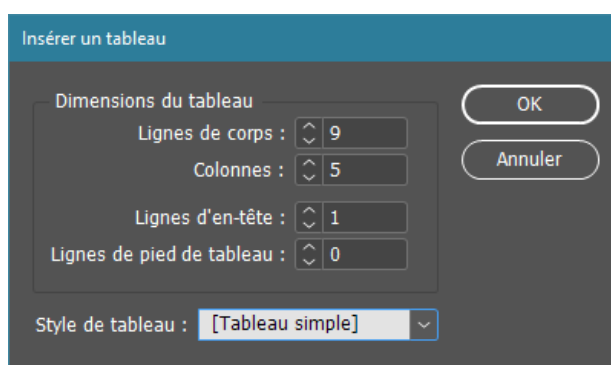 Insérer un tableau
Dimensions du tableau
Lignes de corps : 9
Colonnes : 5
Lignes d'en-tête : 1
Lignes de pied de tableau : 0
Style de tableau : [Tableau simple]
OK
Annuler